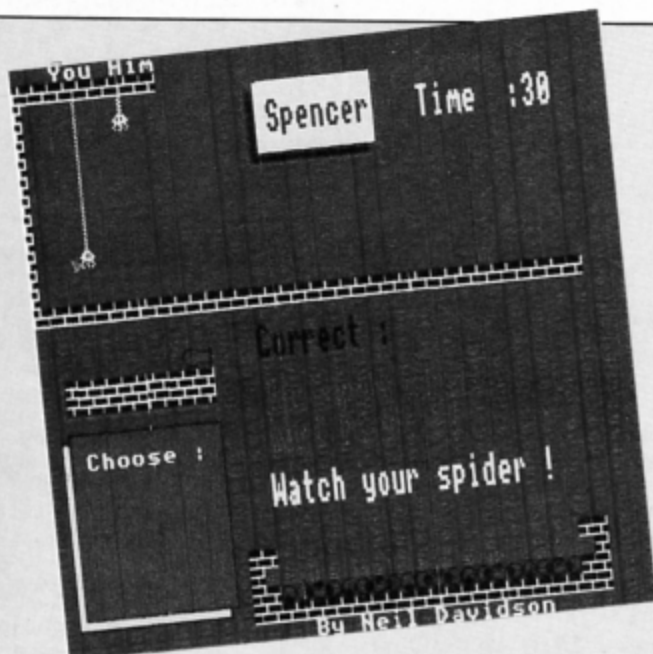 You Him
Spencer
Time :30
Correct :
Choose :
Watch your spider !
By Neil Davidson